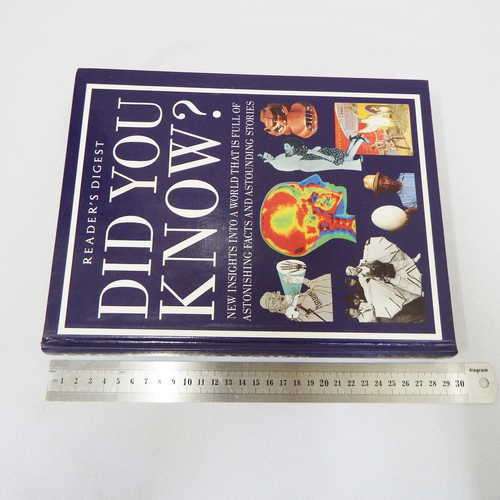 READER'S DIGEST
DID YOU
KNOW?
NEW INSIGHTS INTO A WORLD THAT IS FULL OF
ASTONISHING FACTS AND ASTOUNDING STORIES
1 2 3 4 5 6 7 8 9 10 11 12 13 14 15 16 17 18 19 20 21 22 23 24 25 26 27 28 29 30